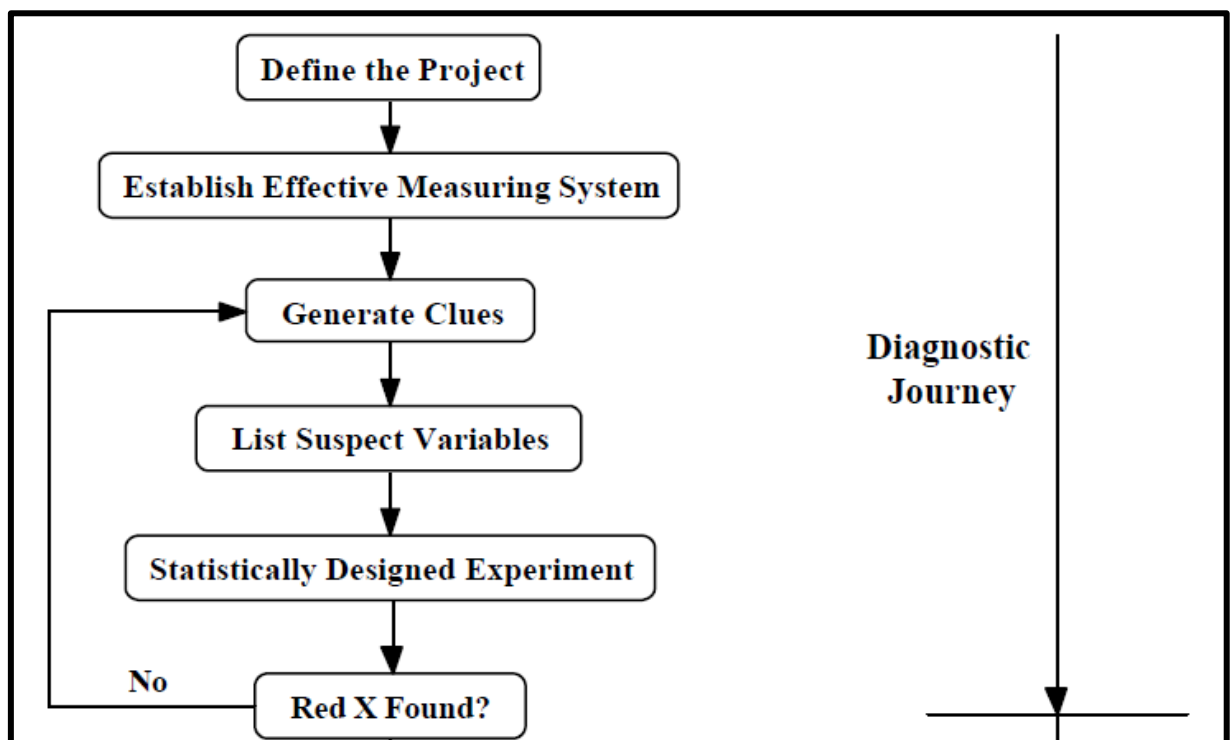 Define the Project
Establish Effective Measuring System
Generate Clues
Diagnostic
Journey
List Suspect Variables
Statistically Designed Experiment
No
Red X Found?